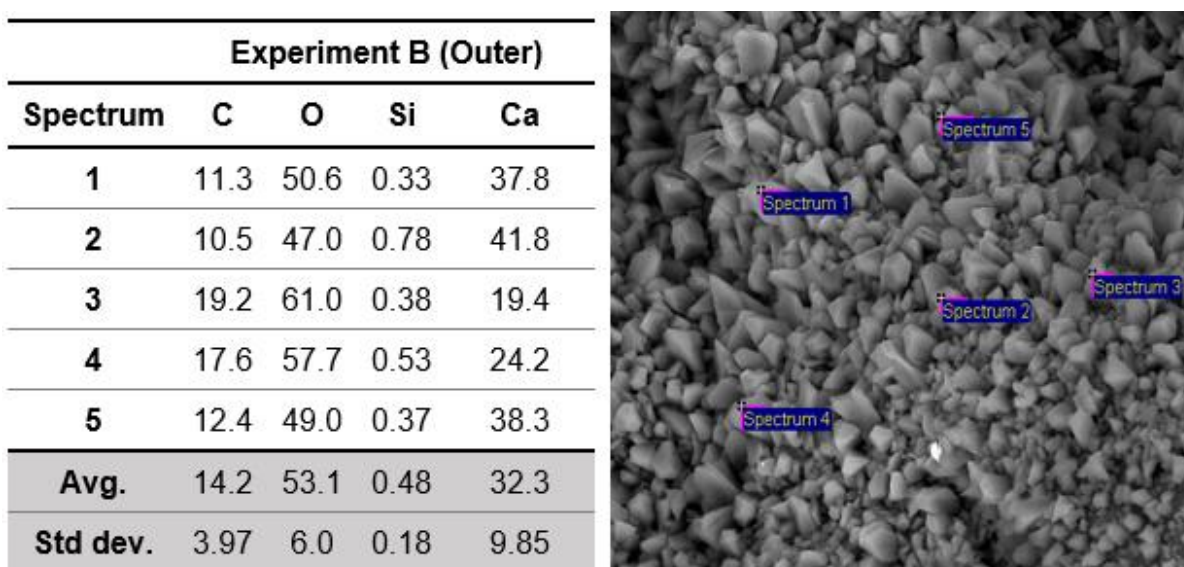 Experiment B (Outer)
Spectrum C O Si Ca
1 11.3 50.6 0.33 37.8
2 10.5 47.0 0.78 41.8
3 19.2 61.0 0.38 19.4
4 17.6 57.7 0.53 24.2
5 12.4 49.0 0.37 38.3
Avg. 14.2 53.1 0.48 32.3
Std dev. 3.97 6.0 0.18 9.85
Spectrum 5
Spectrum 1
Spectrum 3
Spectrum 2
Spectrum 4